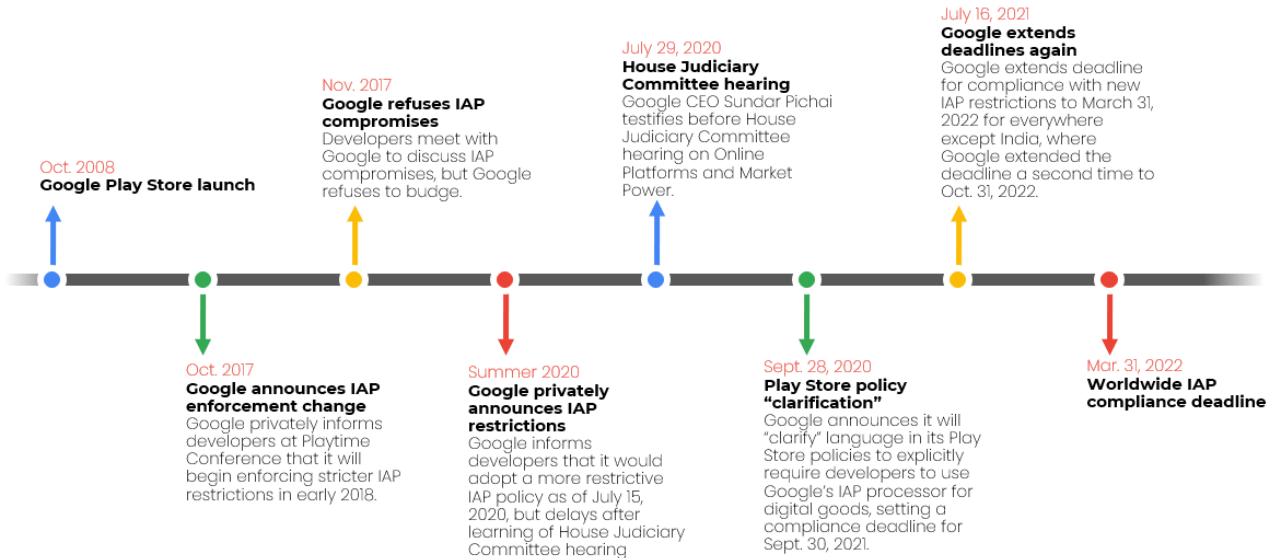 Oct. 2008
Google Play Store launch
Oct. 2017
Google announces IAP
enforcement change
Google privately informs
developers at Playtime
Conference that it will
begin enforcing stricter IAP
restrictions in early 2018.
Nov. 2017
Google refuses IAP
compromises
Developers meet with
Google to discuss IAP
compromises, but Google
refuses to budge.
Summer 2020
Google privately
announces IAP
restrictions
Google informs
developers that it would
adopt a more restrictive
IAP policy as of July 15,
2020, but delays after
learning of House Judiciary
Committee hearing
July 29, 2020
House Judiciary
Committee hearing
Google CEO Sundar Pichai
testifies before House
Judiciary Committee
hearing on Online
Platforms and Market
Power.
Sept. 28, 2020
Play Store policy
“clarification”
Google announces it will
“clarify” language in its Play
Store policies to explicitly
require developers to use
Google’s IAP processor for
digital goods, setting a
compliance deadline for
Sept. 30, 2021.
July 16, 2021
Google extends
deadlines again
Google extends deadline
for compliance with new
IAP restrictions to March 31,
2022 for everywhere
except India, where
Google extended the
deadline a second time to
Oct. 31, 2022.
Mar. 31, 2022
Worldwide IAP
compliance deadline